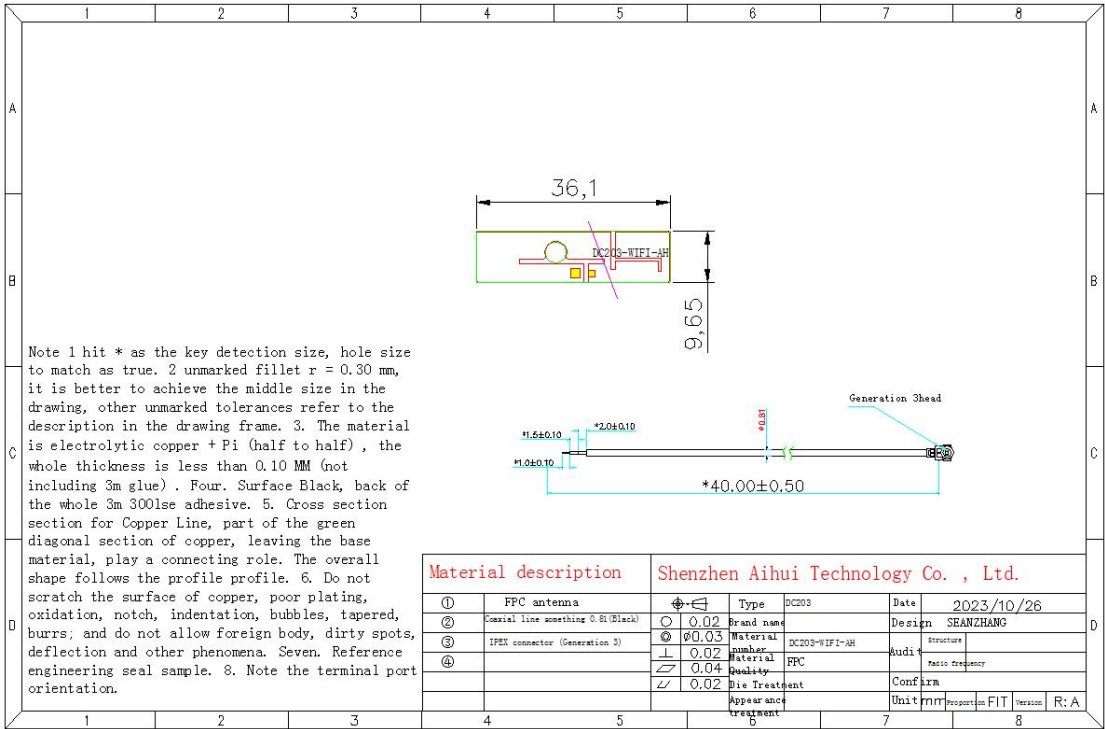 1 2 3 4 5 6 7 8
A A
36,1
DC203-WIFI-AH
B B
9,65
Note 1 hit * as the key detection size, hole size
to match as true. 2 unmarked fillet r = 0.30 mm,
it is better to achieve the middle size in the
drawing, other unmarked tolerances refer to the
description in the drawing frame. 3. The material
is electrolytic copper + Pi (half to half) , the
whole thickness is less than 0.10 MM (not
including 3m glue) . Four. Surface Black, back of
the whole 3m 300lse adhesive. 5. Cross section
section for Copper Line, part of the green
diagonal section of copper, leaving the base
material, play a connecting role. The overall
shape follows the profile profile. 6. Do not
scratch the surface of copper, poor plating,
oxidation, notch, indentation, bubbles, tapered,
burrs; and do not allow foreign body, dirty spots,
deflection and other phenomena. Seven. Reference
engineering seal sample. 8. Note the terminal port
orientation.
Generation 3head
*0.81
*2.0±0.10
*1.5±0.10
*1.0±0.10
*40.00±0.50
C C
D D
Material description
① FPC antenna
② Coaxial line something 0.81(Black)
③ IPEX connector (Generation 3)
④
Shenzhen Aihui Technology Co. , Ltd.
Type DC203 Date 2023/10/26
0.02 Brand name Design SEANZHANG
Ø0.03 Material number DC203-WIFI-AH Audit Structure
0.02 Material Quality FPC Radio frequency
0.04
0.02 Die Treatment Confirm
Appearance treatment Unit mm Proportion FIT Version R:A
1 2 3 4 5 6 7 8